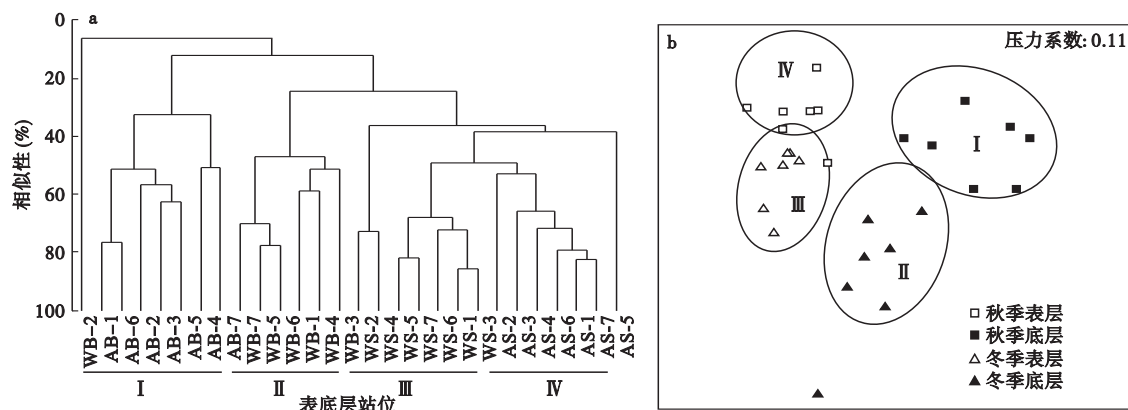 a
0
20
40
60
80
100
相似性(%)
WB-2
AB-1
AB-6
AB-2
AB-3
AB-5
AB-4
AB-7
WB-7
WB-5
WB-6
WB-1
WB-4
WB-3
WS-2
WS-4
WS-5
WS-7
WS-6
WS-1
WS-3
AS-2
AS-3
AS-4
AS-6
AS-1
AS-7
AS-5
Ⅰ Ⅱ Ⅲ Ⅳ
表底层站位
b
压力系数: 0.11
Ⅳ
Ⅰ
Ⅲ
Ⅱ
秋季表层
秋季底层
冬季表层
冬季底层